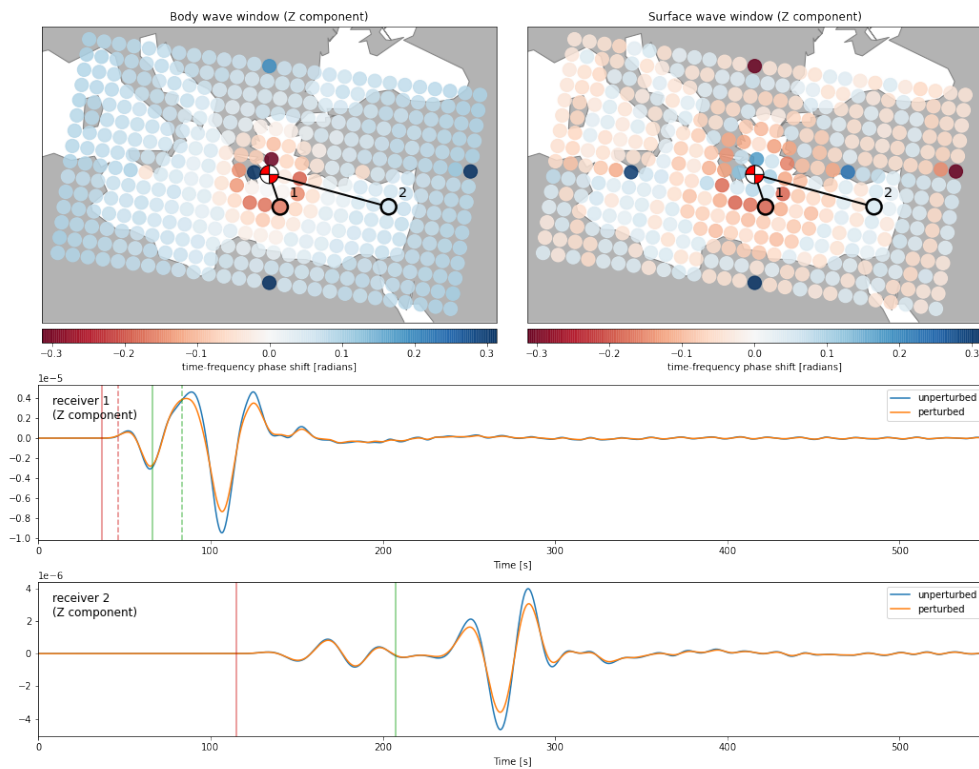 Body wave window (Z component)
Surface wave window (Z component)
1
2
1
2
−0.3 −0.2 −0.1 0.0 0.1 0.2 0.3
time-frequency phase shift [radians]
−0.3 −0.2 −0.1 0.0 0.1 0.2 0.3
time-frequency phase shift [radians]
1e−5
receiver 1
(Z component)
unperturbed
perturbed
0.4
0.2
0.0
−0.2
−0.4
−0.6
−0.8
−1.0
0 100 200 300 400 500
Time [s]
1e−6
receiver 2
(Z component)
unperturbed
perturbed
4
2
0
−2
−4
0 100 200 300 400 500
Time [s]